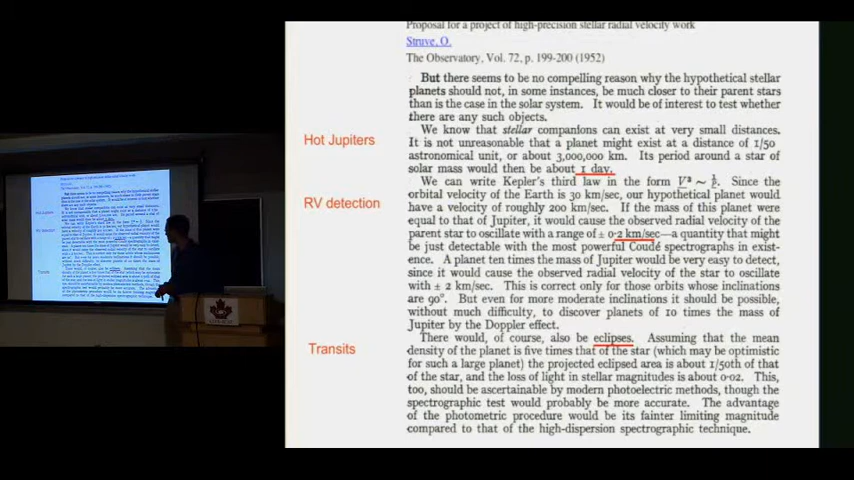 Proposal for a project of high-precision stellar radial velocity work
Struve, O.
The Observatory, Vol. 72, p. 199-200 (1952)
But there seems to be no compelling reason why the hypothetical stellar
planets should not, in some instances, be much closer to their parent stars
than is the case in the solar system. It would be of interest to test whether
there are any such objects.
Hot Jupiters
We know that stellar companions can exist at very small distances.
It is not unreasonable that a planet might exist at a distance of 1/50
astronomical unit, or about 3,000,000 km. Its period around a star of
solar mass would then be about 1 day.
RV detection
We can write Kepler's third law in the form V³ ~ 1/P. Since the
orbital velocity of the Earth is 30 km/sec, our hypothetical planet would
have a velocity of roughly 200 km/sec. If the mass of this planet were
equal to that of Jupiter, it would cause the observed radial velocity of the
parent star to oscillate with a range of ± 0·2 km/sec—a quantity that might
be just detectable with the most powerful Coudé spectrographs in exist-
ence. A planet ten times the mass of Jupiter would be very easy to detect,
since it would cause the observed radial velocity of the star to oscillate
with ± 2 km/sec. This is correct only for those orbits whose inclinations
are 90°. But even for more moderate inclinations it should be possible,
without much difficulty, to discover planets of 10 times the mass of
Jupiter by the Doppler effect.
Transits
There would, of course, also be eclipses. Assuming that the mean
density of the planet is five times that of the star (which may be optimistic
for such a large planet) the projected eclipsed area is about 1/50th of that
of the star, and the loss of light in stellar magnitudes is about 0·02. This,
too, should be ascertainable by modern photoelectric methods, though the
spectrographic test would probably be more accurate. The advantage
of the photometric procedure would be its fainter limiting magnitude
compared to that of the high-dispersion spectrographic technique.